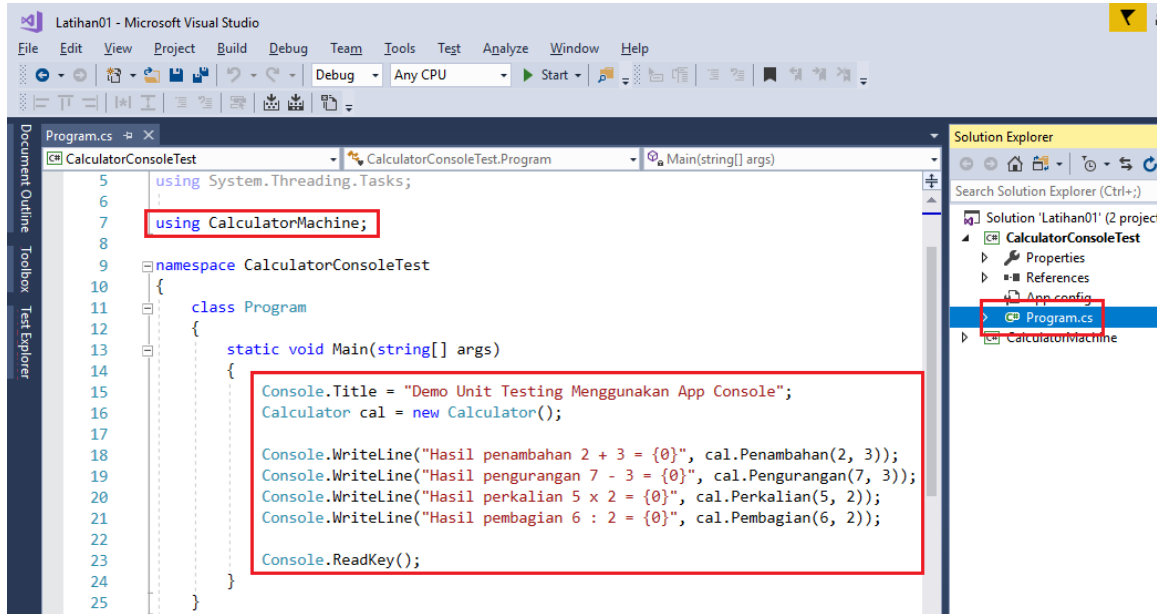 Latihan01 - Microsoft Visual Studio
File Edit View Project Build Debug Team Tools Test Analyze Window Help
Debug Any CPU Start
Document Outline
Toolbox
Test Explorer
Program.cs
CalculatorConsoleTest CalculatorConsoleTest.Program Main(string[] args)
5 using System.Threading.Tasks;
6
7 using CalculatorMachine;
8
9 namespace CalculatorConsoleTest
10 {
11 class Program
12 {
13 static void Main(string[] args)
14 {
15 Console.Title = "Demo Unit Testing Menggunakan App Console";
16 Calculator cal = new Calculator();
17
18 Console.WriteLine("Hasil penambahan 2 + 3 = {0}", cal.Penambahan(2, 3));
19 Console.WriteLine("Hasil pengurangan 7 - 3 = {0}", cal.Pengurangan(7, 3));
20 Console.WriteLine("Hasil perkalian 5 x 2 = {0}", cal.Perkalian(5, 2));
21 Console.WriteLine("Hasil pembagian 6 : 2 = {0}", cal.Pembagian(6, 2));
22
23 Console.ReadKey();
24 }
25 }
Solution Explorer
Search Solution Explorer (Ctrl+;)
Solution 'Latihan01' (2 project
C# CalculatorConsoleTest
Properties
References
App.config
C# Program.cs
C# CalculatorMachine